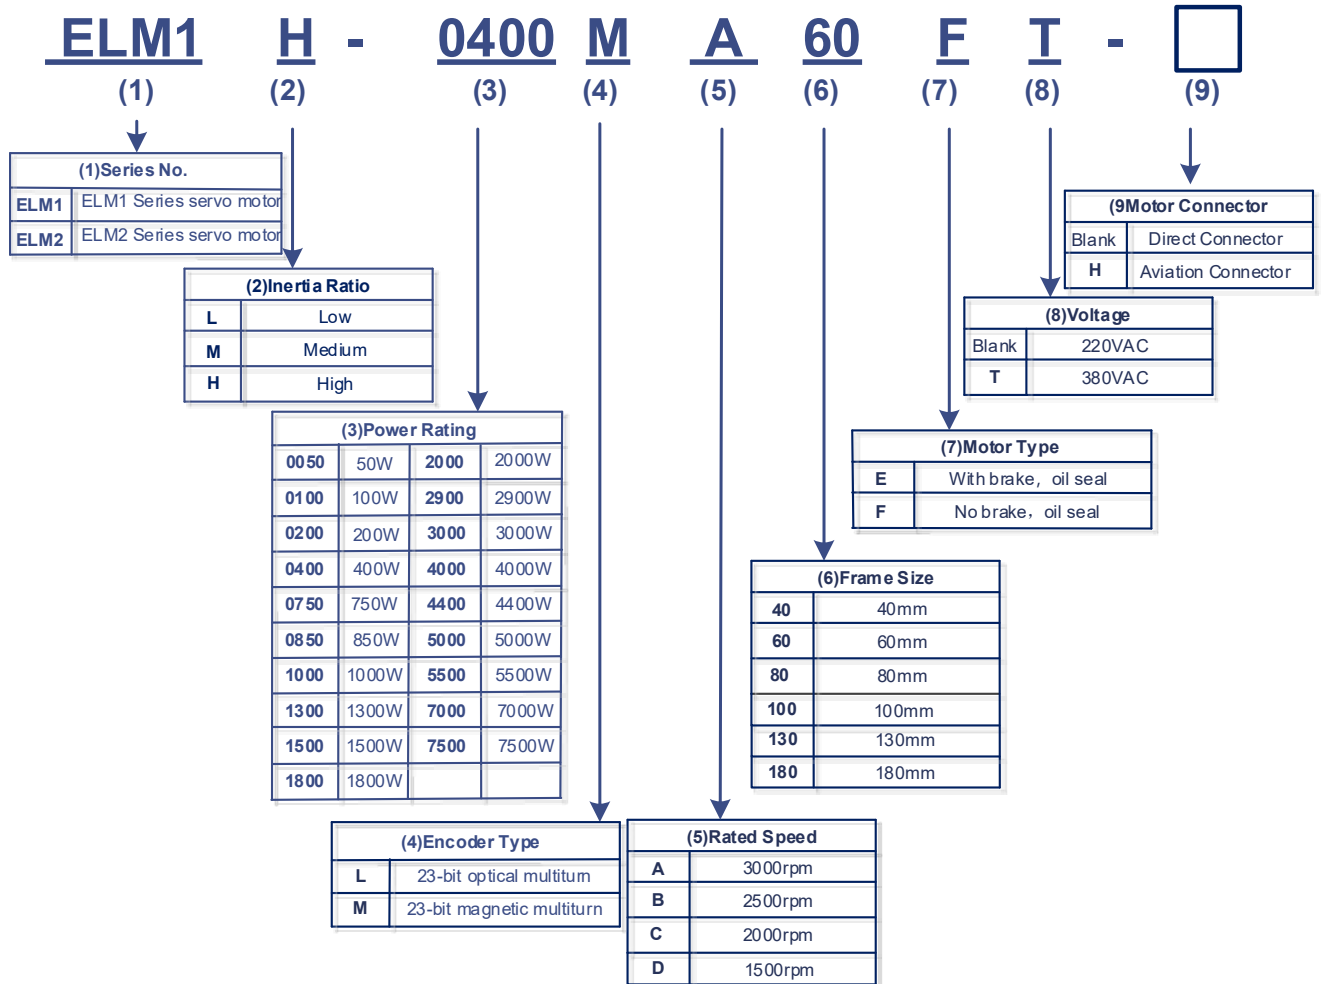 ELM1 H - 0400 M A 60 F T - 
(1) (2) (3) (4) (5) (6) (7) (8) (9)
(1)Series No.
ELM1 ELM1 Series servo motor
ELM2 ELM2 Series servo motor
(2)Inertia Ratio
L Low
M Medium
H High
(3)Power Rating
0050 50W 2000 2000W
0100 100W 2900 2900W
0200 200W 3000 3000W
0400 400W 4000 4000W
0750 750W 4400 4400W
0850 850W 5000 5000W
1000 1000W 5500 5500W
1300 1300W 7000 7000W
1500 1500W 7500 7500W
1800 1800W
(4)Encoder Type
L 23-bit optical multiturn
M 23-bit magnetic multiturn
(5)Rated Speed
A 3000rpm
B 2500rpm
C 2000rpm
D 1500rpm
(6)Frame Size
40 40mm
60 60mm
80 80mm
100 100mm
130 130mm
180 180mm
(7)Motor Type
E With brake, oil seal
F No brake, oil seal
(8)Voltage
Blank 220VAC
T 380VAC
(9Motor Connector
Blank Direct Connector
H Aviation Connector